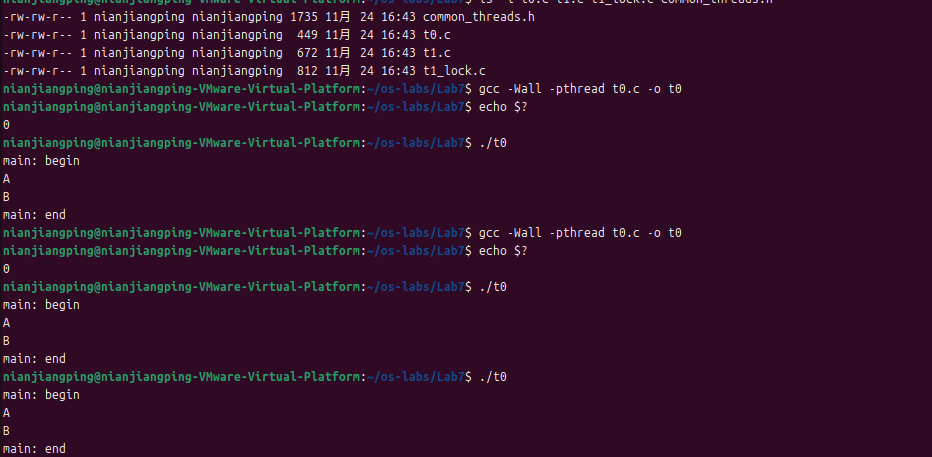 -rw-rw-r-- 1 nianjiangping nianjiangping 1735 11月 24 16:43 common_threads.h
-rw-rw-r-- 1 nianjiangping nianjiangping  449 11月 24 16:43 t0.c
-rw-rw-r-- 1 nianjiangping nianjiangping  672 11月 24 16:43 t1.c
-rw-rw-r-- 1 nianjiangping nianjiangping  812 11月 24 16:43 t1_lock.c
nianjiangping@nianjiangping-VMware-Virtual-Platform:~/os-labs/Lab7$ gcc -Wall -pthread t0.c -o t0
nianjiangping@nianjiangping-VMware-Virtual-Platform:~/os-labs/Lab7$ echo $?
0
nianjiangping@nianjiangping-VMware-Virtual-Platform:~/os-labs/Lab7$ ./t0
main: begin
A
B
main: end
nianjiangping@nianjiangping-VMware-Virtual-Platform:~/os-labs/Lab7$ gcc -Wall -pthread t0.c -o t0
nianjiangping@nianjiangping-VMware-Virtual-Platform:~/os-labs/Lab7$ echo $?
0
nianjiangping@nianjiangping-VMware-Virtual-Platform:~/os-labs/Lab7$ ./t0
main: begin
A
B
main: end
nianjiangping@nianjiangping-VMware-Virtual-Platform:~/os-labs/Lab7$ ./t0
main: begin
A
B
main: end